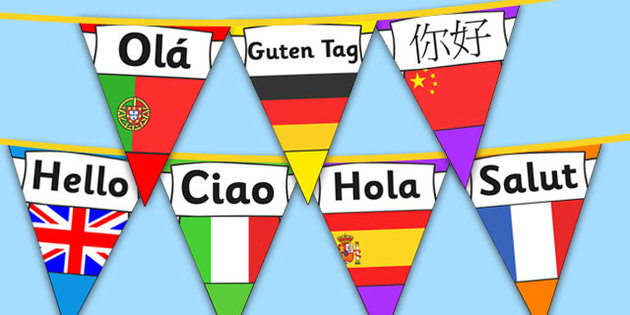 Olá
Guten Tag
你好
Hello
Ciao
Hola
Salut